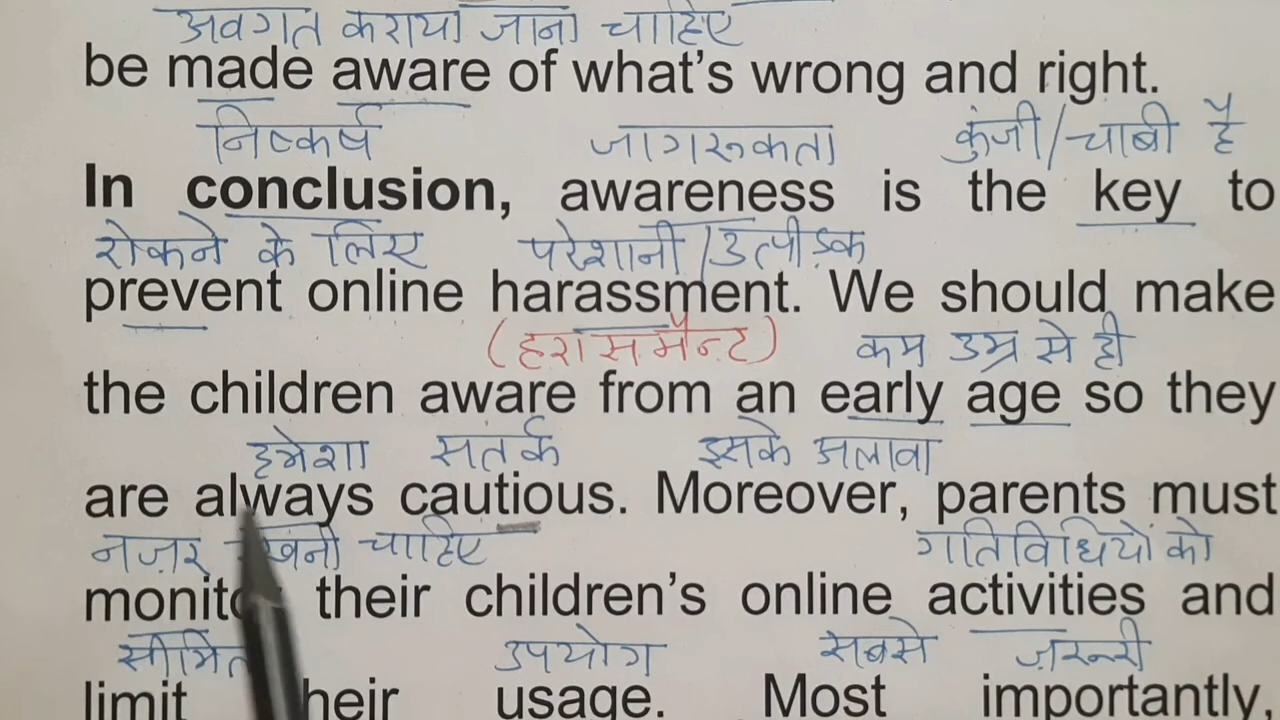 अवगत कराया जाना चाहिए
be made aware of what's wrong and right.
निष्कर्ष जागरूकता कुंजी/चाबी है
In conclusion, awareness is the key to
रोकने के लिए परेशानी/उत्पीड़क
prevent online harassment. We should make
(हरासमैन्ट) कम उम्र से ही
the children aware from an early age so they
हमेशा सतर्क इसके अलावा
are always cautious. Moreover, parents must
नज़र चाहिए गतिविधियों को
their children's online activities and
उपयोग सबसे ज़रूरी
limit usage. Most importantly,